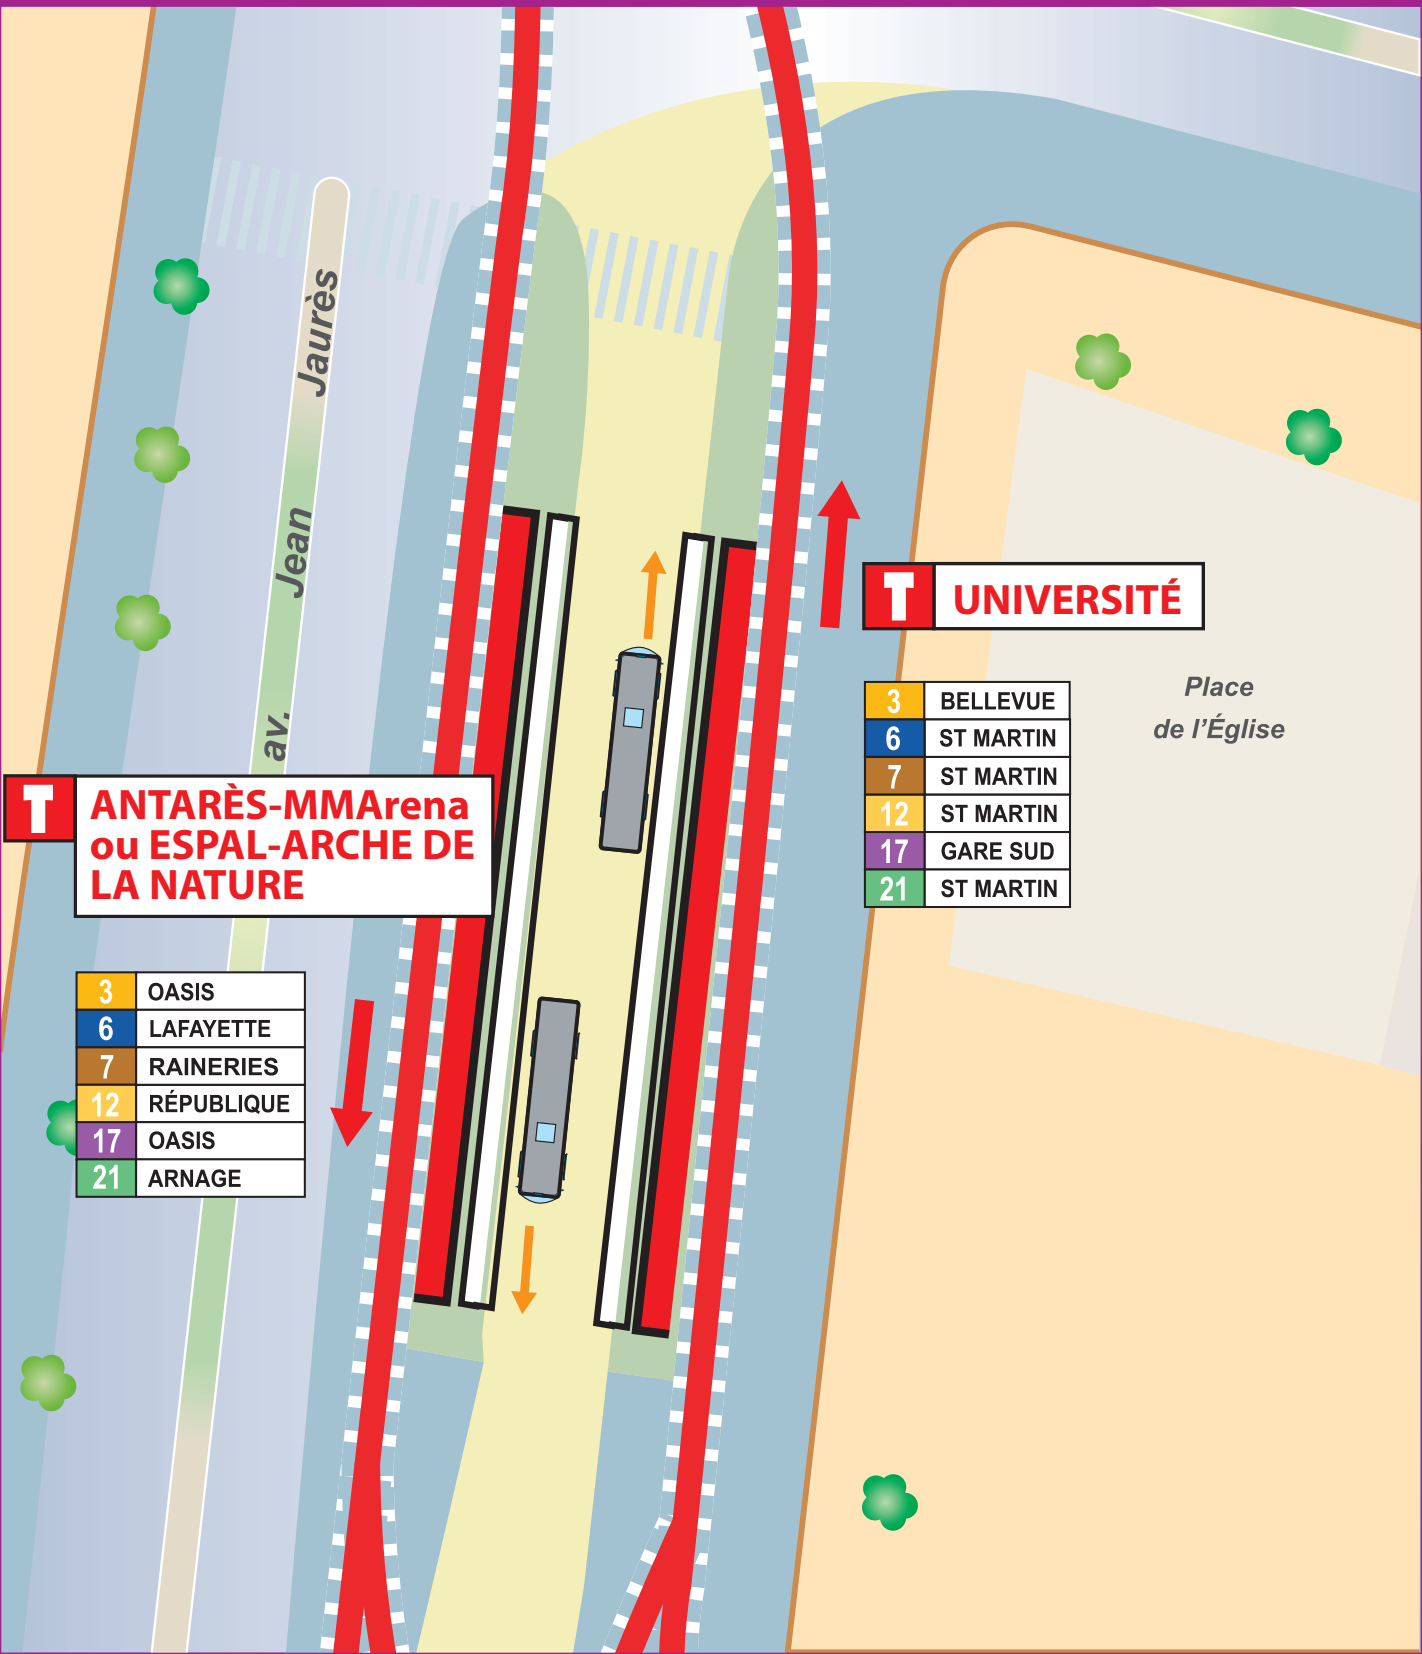 Jaurès
Jean
av.
T UNIVERSITÉ
3 BELLEVUE
6 ST MARTIN
7 ST MARTIN
12 ST MARTIN
17 GARE SUD
21 ST MARTIN
Place
de l'Église
T ANTARÈS-MMArena
ou ESPAL-ARCHE DE
LA NATURE
3 OASIS
6 LAFAYETTE
7 RAINERIES
12 RÉPUBLIQUE
17 OASIS
21 ARNAGE